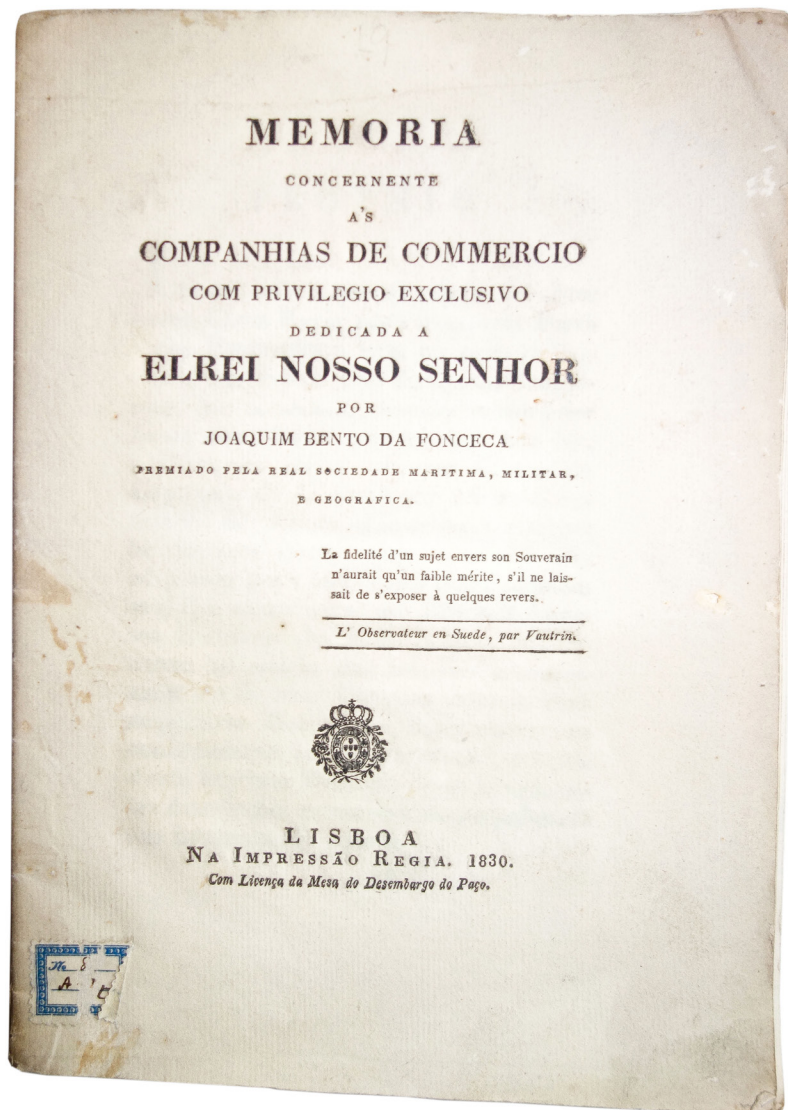 MEMORIA
CONCERNENTE
A'S
COMPANHIAS DE COMMERCIO
COM PRIVILEGIO EXCLUSIVO
DEDICADA A
ELREI NOSSO SENHOR
POR
JOAQUIM BENTO DA FONCECA
PREMIADO PELA REAL SOCIEDADE MARITIMA, MILITAR,
E GEOGRAFICA.
La fidelité d'un sujet envers son Souverain
n'aurait qu'un faible mérite, s'il ne lais-
sait de s'exposer à quelques revers.
L' Observateur en Suede, par Vautrin.
LISBOA
NA IMPRESSÃO REGIA. 1830.
Com Licença da Mesa do Desembargo do Paço.
No 8
A